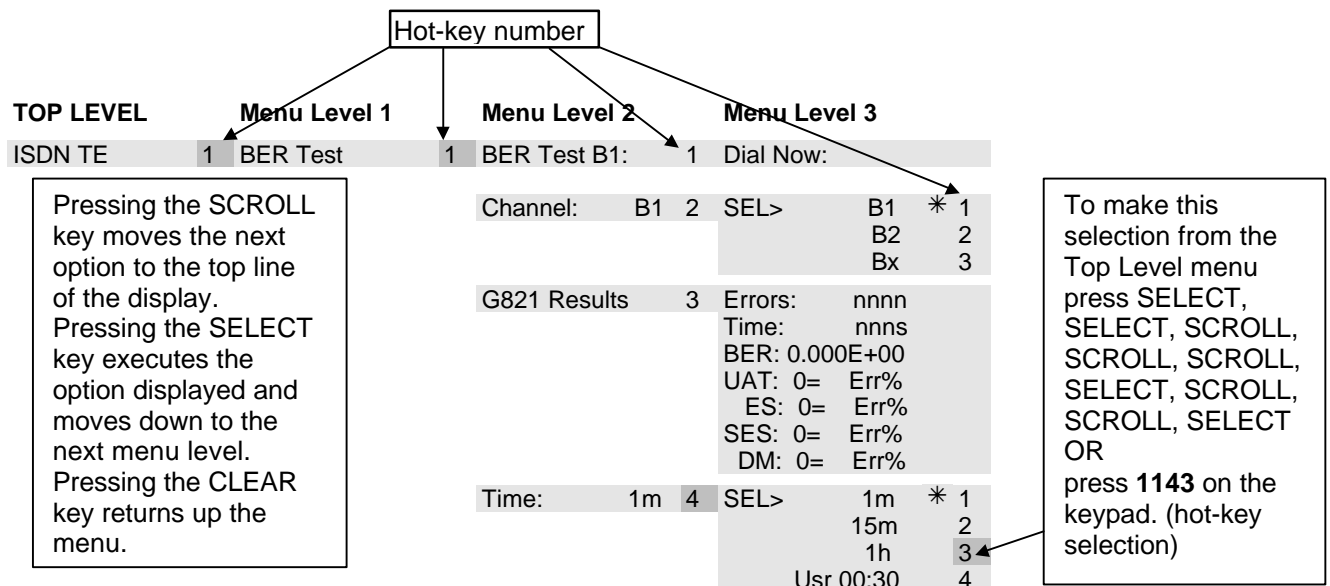 Hot-key number
TOP LEVEL Menu Level 1 Menu Level 2 Menu Level 3
ISDN TE 1 BER Test 1 BER Test B1: 1 Dial Now:
Pressing the SCROLL
key moves the next
option to the top line
of the display.
Pressing the SELECT
key executes the
option displayed and
moves down to the
next menu level.
Pressing the CLEAR
key returns up the
menu.
Channel: B1 2 SEL> B1 * 1
B2 2
Bx 3
G821 Results 3 Errors: nnnn
Time: nnns
BER: 0.000E+00
UAT: 0= Err%
ES: 0= Err%
SES: 0= Err%
DM: 0= Err%
Time: 1m 4 SEL> 1m * 1
15m 2
1h 3
Usr 00:30 4
To make this
selection from the
Top Level menu
press SELECT,
SELECT, SCROLL,
SCROLL, SCROLL,
SELECT, SCROLL,
SCROLL, SELECT
OR
press 1143 on the
keypad. (hot-key
selection)